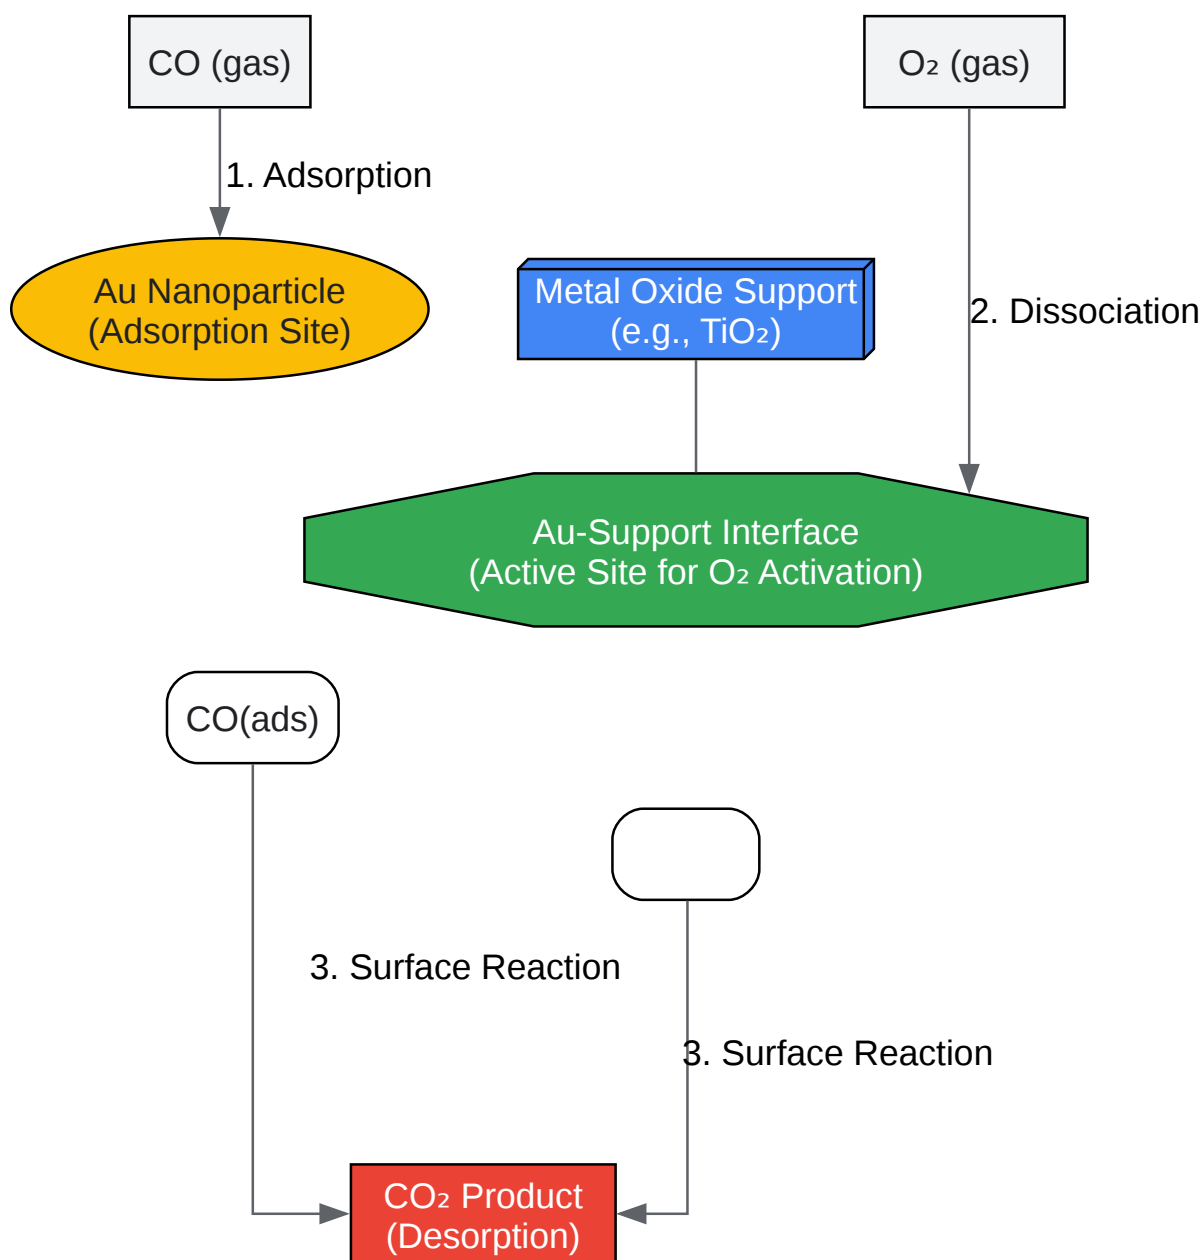 CO (gas)
O₂ (gas)
1. Adsorption
Au Nanoparticle
(Adsorption Site)
Metal Oxide Support
(e.g., TiO₂)
2. Dissociation
Au-Support Interface
(Active Site for O₂ Activation)
CO(ads)
3. Surface Reaction
3. Surface Reaction
CO₂ Product
(Desorption)